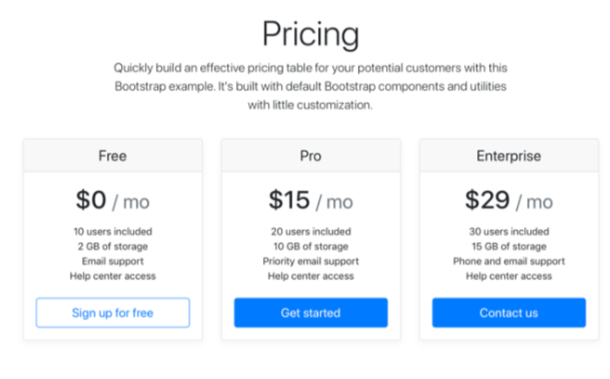 Pricing
Quickly build an effective pricing table for your potential customers with this
Bootstrap example. It's built with default Bootstrap components and utilities
with little customization.
Free
$0 / mo
10 users included
2 GB of storage
Email support
Help center access
Sign up for free
Pro
$15 / mo
20 users included
10 GB of storage
Priority email support
Help center access
Get started
Enterprise
$29 / mo
30 users included
15 GB of storage
Phone and email support
Help center access
Contact us